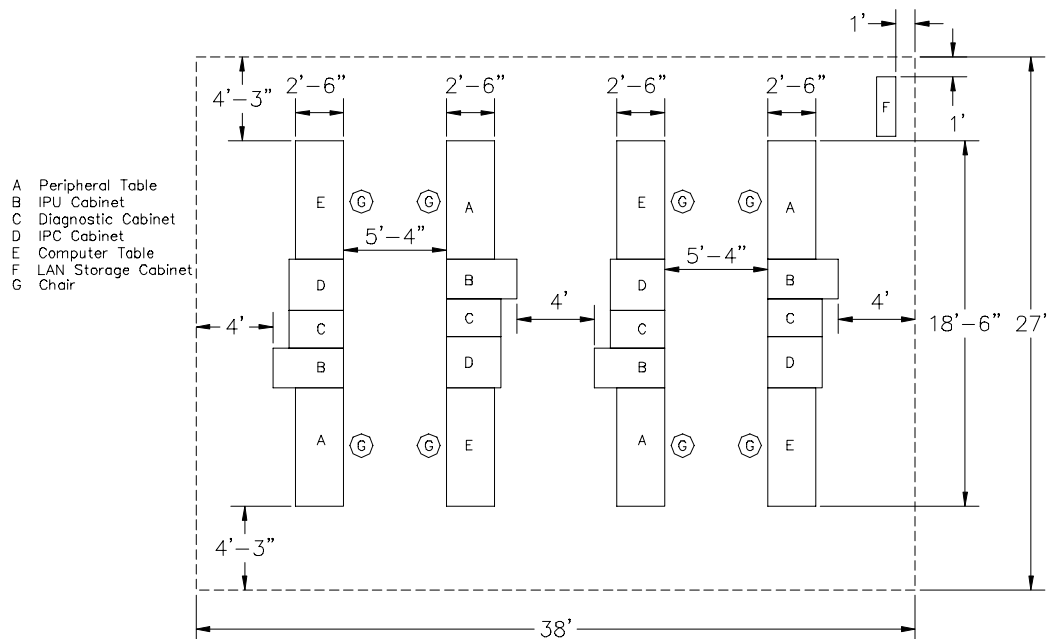 1'
2'-6" 2'-6" 2'-6" 2'-6"
4'-3"
F
1'
A Peripheral Table
B IPU Cabinet
C Diagnostic Cabinet
D IPC Cabinet
E Computer Table
F LAN Storage Cabinet
G Chair
E G G A E G G A
5'-4" 5'-4"
D B D B
4' C C 4' C C 4' 18'-6" 27'
B D B D
A G G E A G G E
4'-3"
38'